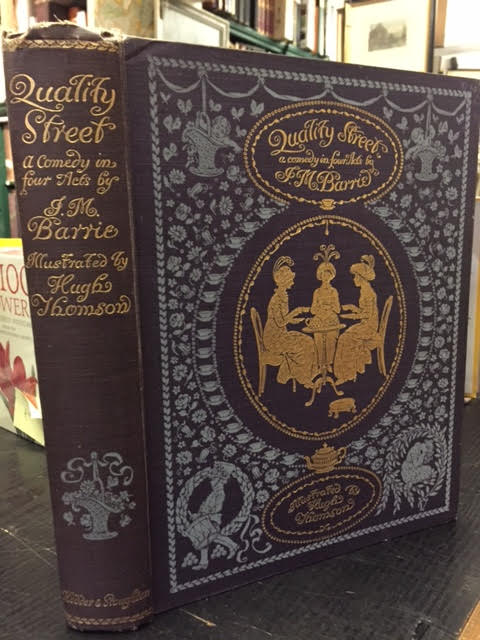 Quality
Street
a comedy in
four Acts by
J. M.
Barrie
Illustrated by
Hugh
Thomson
Hodder & Stoughton
Quality Street
a comedy in four Acts by
J. M. Barrie
Illustrated by
Hugh
Thomson
100